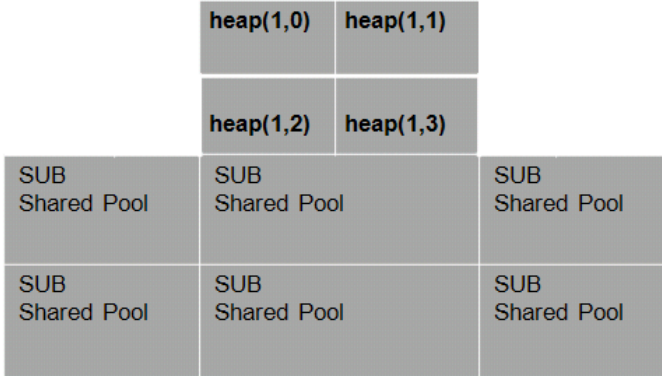 heap(1,0) heap(1,1)
heap(1,2) heap(1,3)
SUB
Shared Pool
SUB
Shared Pool
SUB
Shared Pool
SUB
Shared Pool
SUB
Shared Pool
SUB
Shared Pool